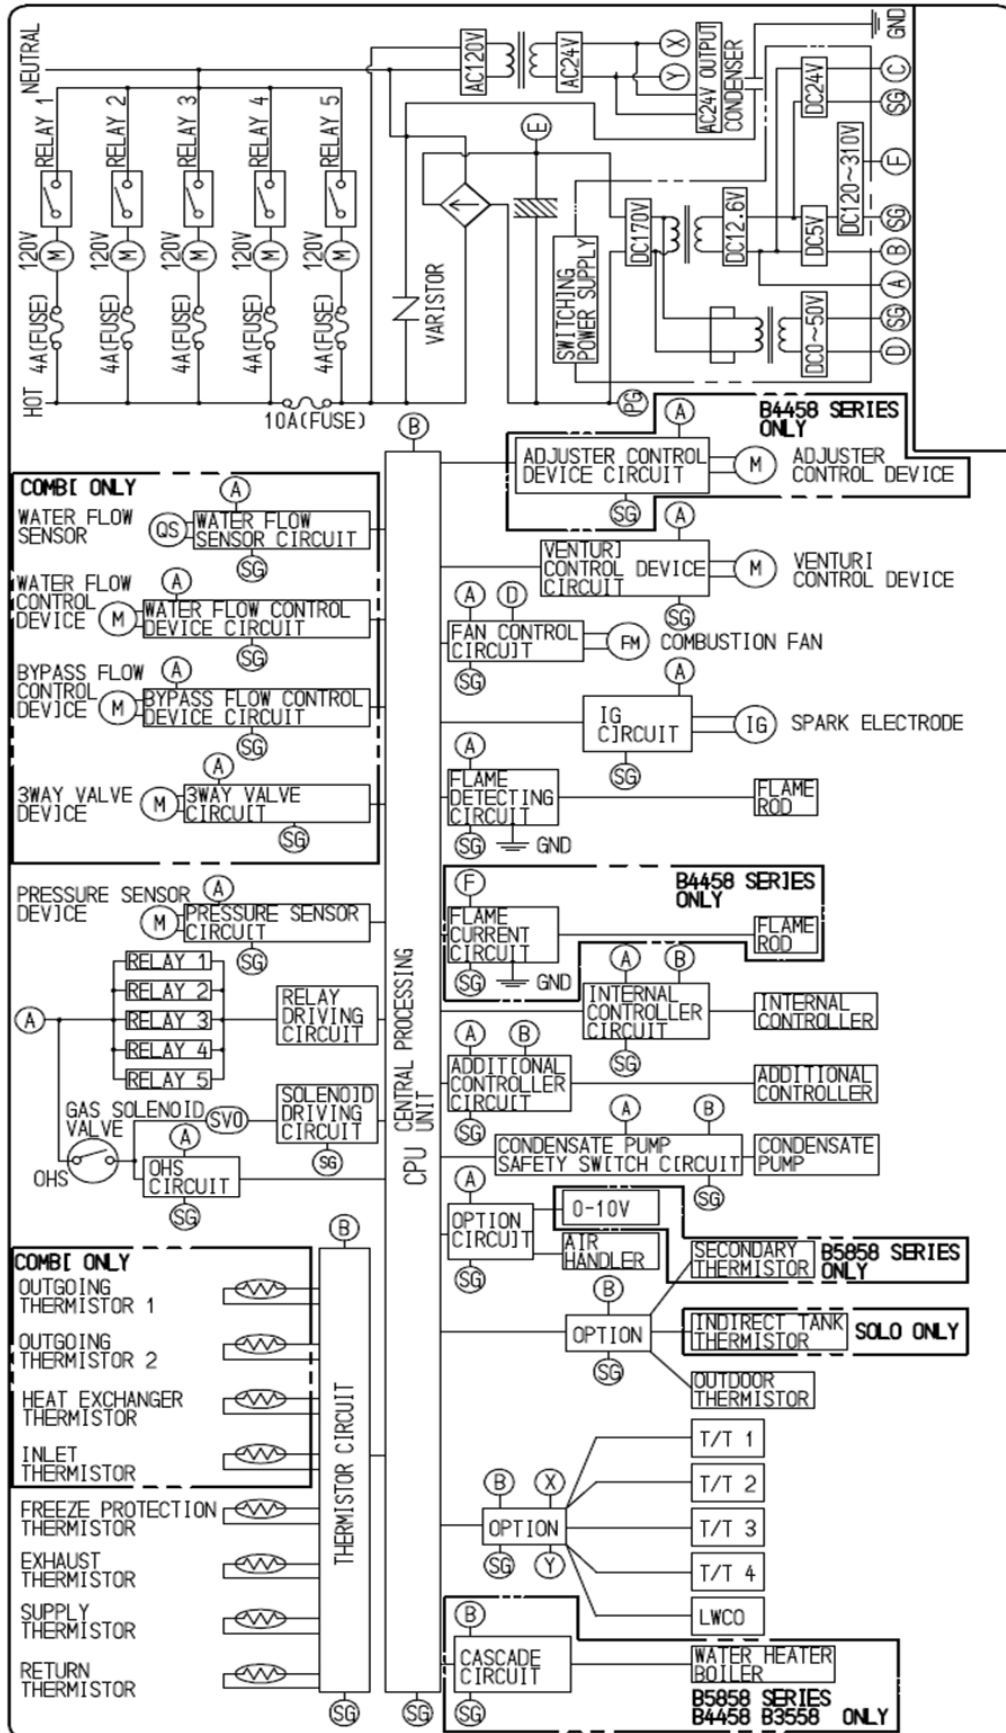 NEUTRAL
RELAY 1
RELAY 2
RELAY 3
RELAY 4
RELAY 5
120V
120V
120V
120V
120V
M
M
M
M
M
4A(FUSE)
4A(FUSE)
4A(FUSE)
4A(FUSE)
4A(FUSE)
HOT
10A(FUSE)
VARISTOR
AC120V
AC24V
X
Y
AC24V OUTPUT
CONDENSER
GND
E
SWITCHING
POWER SUPPLY
DC170V
DC12.6V
DC24V
DC5V
DC120~310V
DC0~50V
C
SG
F
SG
B
A
SG
D
PG
B
CPU CENTRAL PROCESSING
UNIT
SG
COMBI ONLY
A
WATER FLOW
SENSOR
QS
WATER FLOW
SENSOR CIRCUIT
SG
WATER FLOW
CONTROL
DEVICE
A
M
WATER FLOW CONTROL
DEVICE CIRCUIT
SG
BYPASS FLOW
CONTROL
DEVICE
A
M
BYPASS FLOW CONTROL
DEVICE CIRCUIT
SG
A
3WAY VALVE
DEVICE
M
3WAY VALVE
CIRCUIT
SG
PRESSURE SENSOR
DEVICE
A
M
PRESSURE SENSOR
CIRCUIT
SG
A
RELAY 1
RELAY 2
RELAY 3
RELAY 4
RELAY 5
RELAY
DRIVING
CIRCUIT
GAS SOLENOID
VALVE
SV0
SOLENOID
DRIVING
CIRCUIT
SG
OHS
A
OHS
CIRCUIT
SG
COMBI ONLY
OUTGOING
THERMISTOR 1
OUTGOING
THERMISTOR 2
HEAT EXCHANGER
THERMISTOR
INLET
THERMISTOR
FREEZE PROTECTION
THERMISTOR
EXHAUST
THERMISTOR
SUPPLY
THERMISTOR
RETURN
THERMISTOR
B
THERMISTOR CIRCUIT
SG
B4458 SERIES
ONLY
A
ADJUSTER CONTROL
DEVICE CIRCUIT
SG
M
ADJUSTER
CONTROL DEVICE
A
VENTURI
CONTROL DEVICE
CIRCUIT
SG
M
VENTURI
CONTROL DEVICE
A
D
FAN CONTROL
CIRCUIT
SG
FM
COMBUSTION FAN
A
IG
CIRCUIT
SG
IG
SPARK ELECTRODE
A
FLAME
DETECTING
CIRCUIT
SG
GND
FLAME
ROD
B4458 SERIES
ONLY
F
FLAME
CURRENT
CIRCUIT
SG
GND
FLAME
ROD
A
B
INTERNAL
CONTROLLER
CIRCUIT
SG
INTERNAL
CONTROLLER
A
B
ADDITIONAL
CONTROLLER
CIRCUIT
SG
ADDITIONAL
CONTROLLER
A
B
CONDENSATE PUMP
SAFETY SWITCH CIRCUIT
SG
CONDENSATE
PUMP
A
OPTION
CIRCUIT
SG
0-10V
AIR
HANDLER
B
OPTION
SG
SECONDARY
THERMISTOR
B5858 SERIES
ONLY
INDIRECT TANK
THERMISTOR
SOLO ONLY
OUTDOOR
THERMISTOR
B
X
OPTION
SG
Y
T/T 1
T/T 2
T/T 3
T/T 4
LWCO
B
CASCADE
CIRCUIT
SG
WATER HEATER
BOILER
B5858 SERIES
B4458 B3558 ONLY